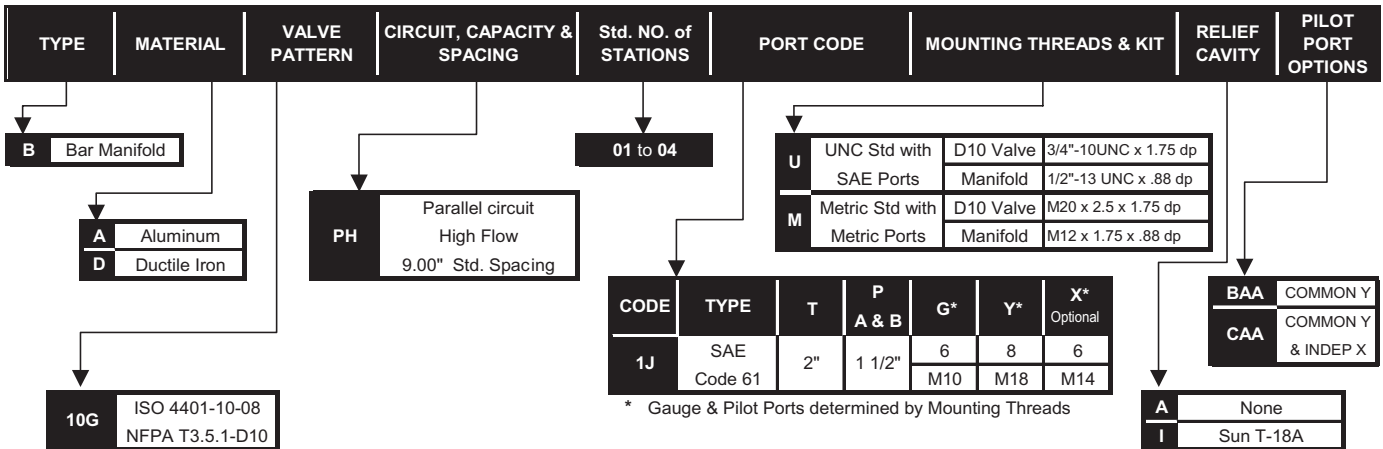 TYPE
MATERIAL
VALVE
PATTERN
CIRCUIT, CAPACITY &
SPACING
Std. NO. of
STATIONS
PORT CODE
MOUNTING THREADS & KIT
RELIEF
CAVITY
PILOT
PORT
OPTIONS
B Bar Manifold
A Aluminum
D Ductile Iron
10G
ISO 4401-10-08
NFPA T3.5.1-D10
PH
Parallel circuit
High Flow
9.00" Std. Spacing
01 to 04
U
UNC Std with D10 Valve 3/4"-10UNC x 1.75 dp
SAE Ports Manifold 1/2"-13 UNC x .88 dp
M
Metric Std with D10 Valve M20 x 2.5 x 1.75 dp
Metric Ports Manifold M12 x 1.75 x .88 dp
CODE TYPE T P
A & B G* Y* X*
Optional
1J SAE
Code 61 2" 1 1/2" 6 8 6
M10 M18 M14
* Gauge & Pilot Ports determined by Mounting Threads
A None
I Sun T-18A
BAA COMMON Y
CAA COMMON Y
& INDEP X